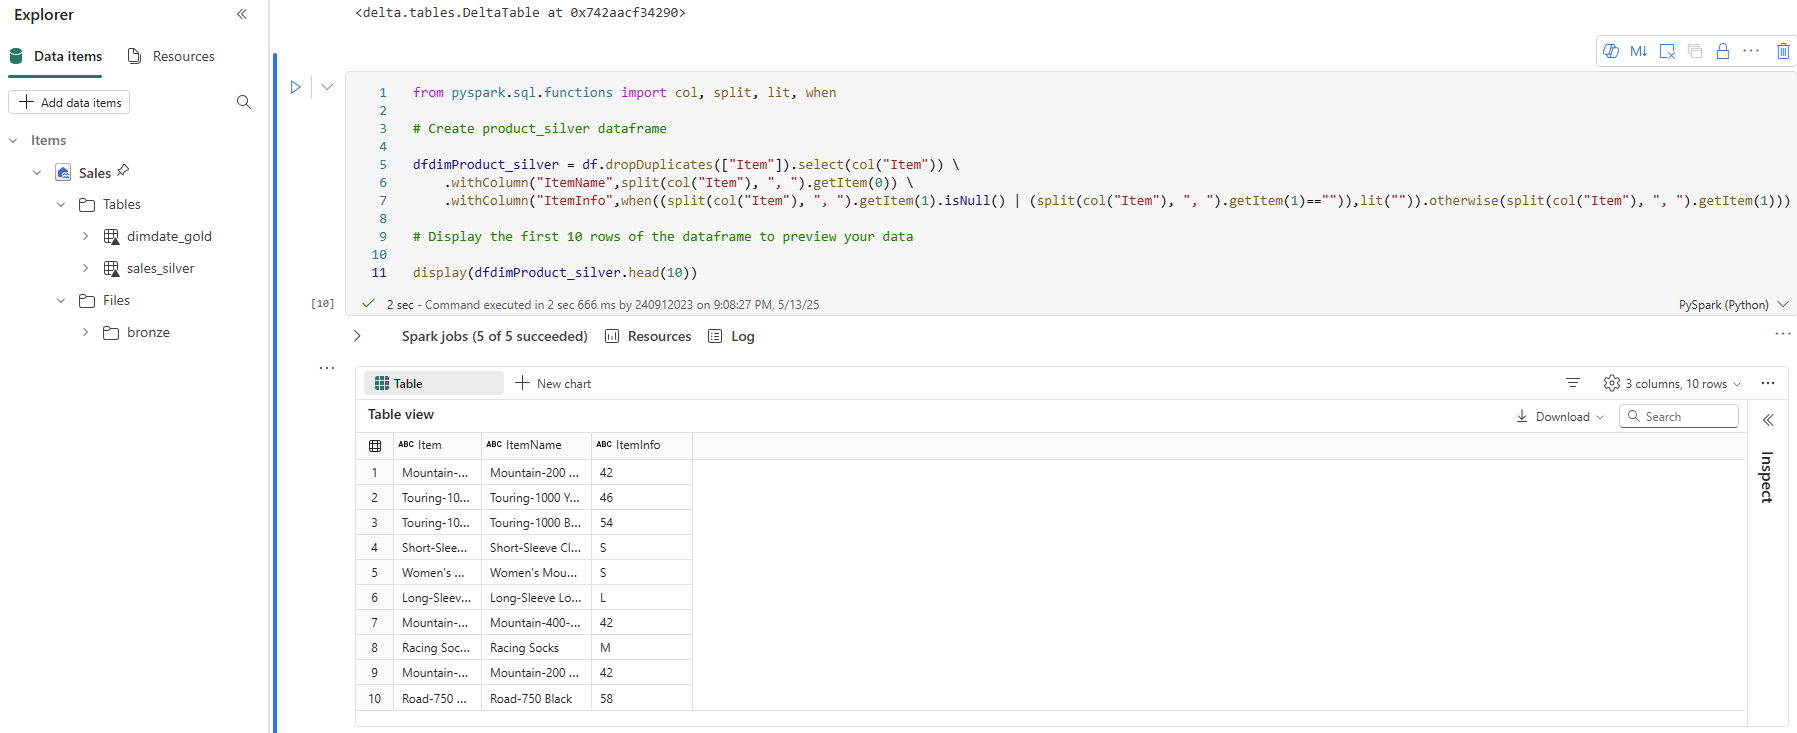 Explorer
<delta.tables.DeltaTable at 0x742aacf34290>
Data items
Resources
Add data items
Items
Sales
Tables
dimdate_gold
sales_silver
Files
bronze
M↓
1 from pyspark.sql.functions import col, split, lit, when
2
3 # Create product_silver dataframe
4
5 dfdimProduct_silver = df.dropDuplicates(["Item"]).select(col("Item")) \
6 .withColumn("ItemName",split(col("Item"), ", ").getItem(0)) \
7 .withColumn("ItemInfo",when((split(col("Item"), ", ").getItem(1).isNull() | (split(col("Item"), ", ").getItem(1)=="")),lit("")).otherwise(split(col("Item"), ", ").getItem(1)))
8
9 # Display the first 10 rows of the dataframe to preview your data
10
11 display(dfdimProduct_silver.head(10))
[10] 2 sec - Command executed in 2 sec 666 ms by 240912023 on 9:08:27 PM, 5/13/25 PySpark (Python)
Spark jobs (5 of 5 succeeded) Resources Log
Table New chart 3 columns, 10 rows
Table view Download Search
ABC Item ABC ItemName ABC ItemInfo
1 Mountain-... Mountain-200 ... 42
2 Touring-10... Touring-1000 Y... 46
3 Touring-10... Touring-1000 B... 54
4 Short-Slee... Short-Sleeve Cl... S
5 Women's ... Women's Mou... S
6 Long-Sleev... Long-Sleeve Lo... L
7 Mountain-... Mountain-400-... 42
8 Racing Soc... Racing Socks M
9 Mountain-... Mountain-200 ... 42
10 Road-750 ... Road-750 Black 58
Inspect